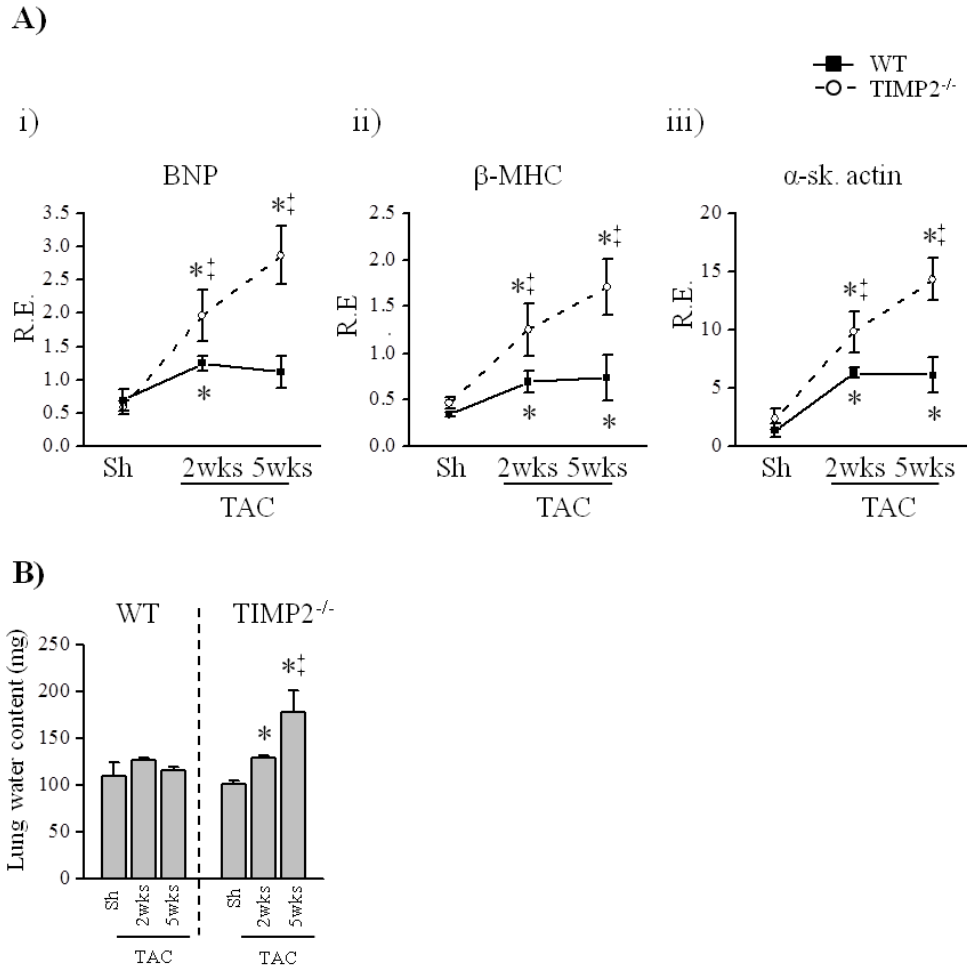 A)
WT
TIMP2-/-
i)
ii)
iii)
BNP
β-MHC
α-sk. actin
3.5
3.0
2.5
2.0
1.5
1.0
0.5
0.0
R.E.
*‡
*‡
*
Sh
2wks 5wks
TAC
2.5
2.0
1.5
1.0
0.5
0.0
R.E
*‡
*‡
*
*
Sh
2wks 5wks
TAC
20
15
10
5
0
R.E.
*‡
*‡
*
*
Sh
2wks 5wks
TAC
B)
WT
TIMP2-/-
Lung water content (mg)
250
200
150
100
50
0
*
*‡
Sh
2wks
5wks
TAC
Sh
2wks
5wks
TAC